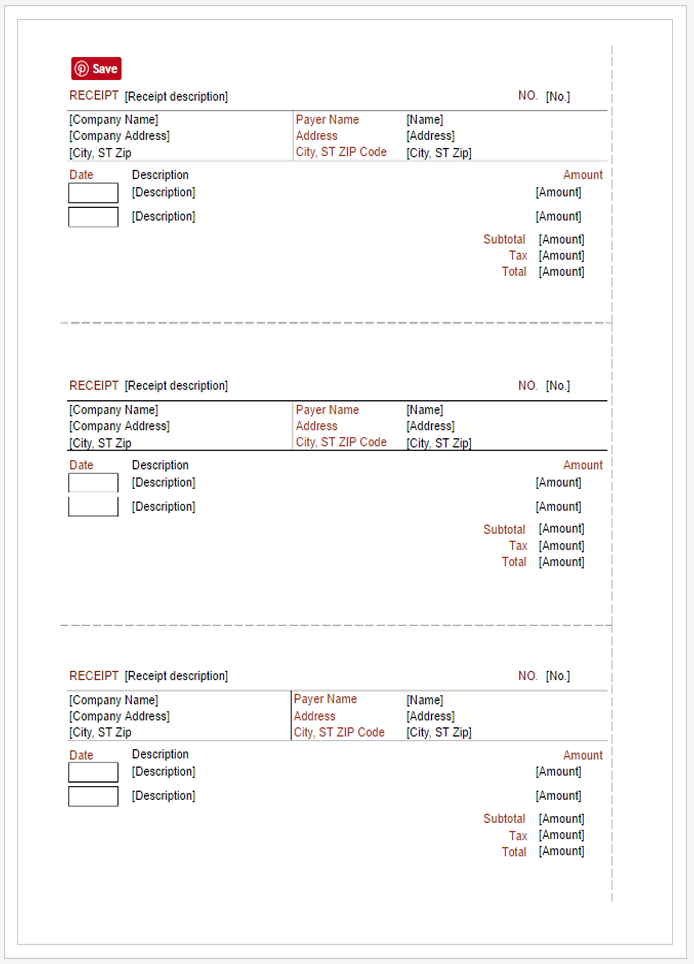 Save
RECEIPT [Receipt description] NO. [No.]
[Company Name] Payer Name [Name]
[Company Address] Address [Address]
[City, ST Zip City, ST ZIP Code [City, ST Zip]
Date Description Amount
[Description] [Amount]
[Description] [Amount]
Subtotal [Amount]
Tax [Amount]
Total [Amount]
RECEIPT [Receipt description] NO. [No.]
[Company Name] Payer Name [Name]
[Company Address] Address [Address]
[City, ST Zip City, ST ZIP Code [City, ST Zip]
Date Description Amount
[Description] [Amount]
[Description] [Amount]
Subtotal [Amount]
Tax [Amount]
Total [Amount]
RECEIPT [Receipt description] NO. [No.]
[Company Name] Payer Name [Name]
[Company Address] Address [Address]
[City, ST Zip City, ST ZIP Code [City, ST Zip]
Date Description Amount
[Description] [Amount]
[Description] [Amount]
Subtotal [Amount]
Tax [Amount]
Total [Amount]